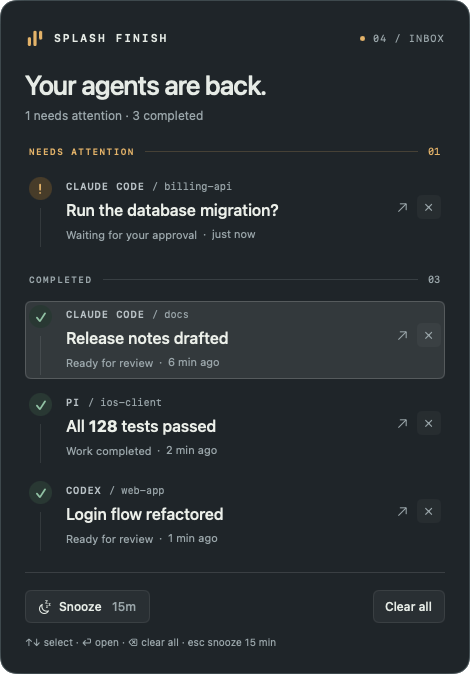 SPLASH FINISH
04 / INBOX
Your agents are back.
1 needs attention · 3 completed
NEEDS ATTENTION
01
CLAUDE CODE / billing-api
Run the database migration?
Waiting for your approval · just now
COMPLETED
03
CLAUDE CODE / docs
Release notes drafted
Ready for review · 6 min ago
PI / ios-client
All 128 tests passed
Work completed · 2 min ago
CODEX / web-app
Login flow refactored
Ready for review · 1 min ago
Snooze 15m
Clear all
↑↓ select · ⏎ open · ⌫ clear all · esc snooze 15 min